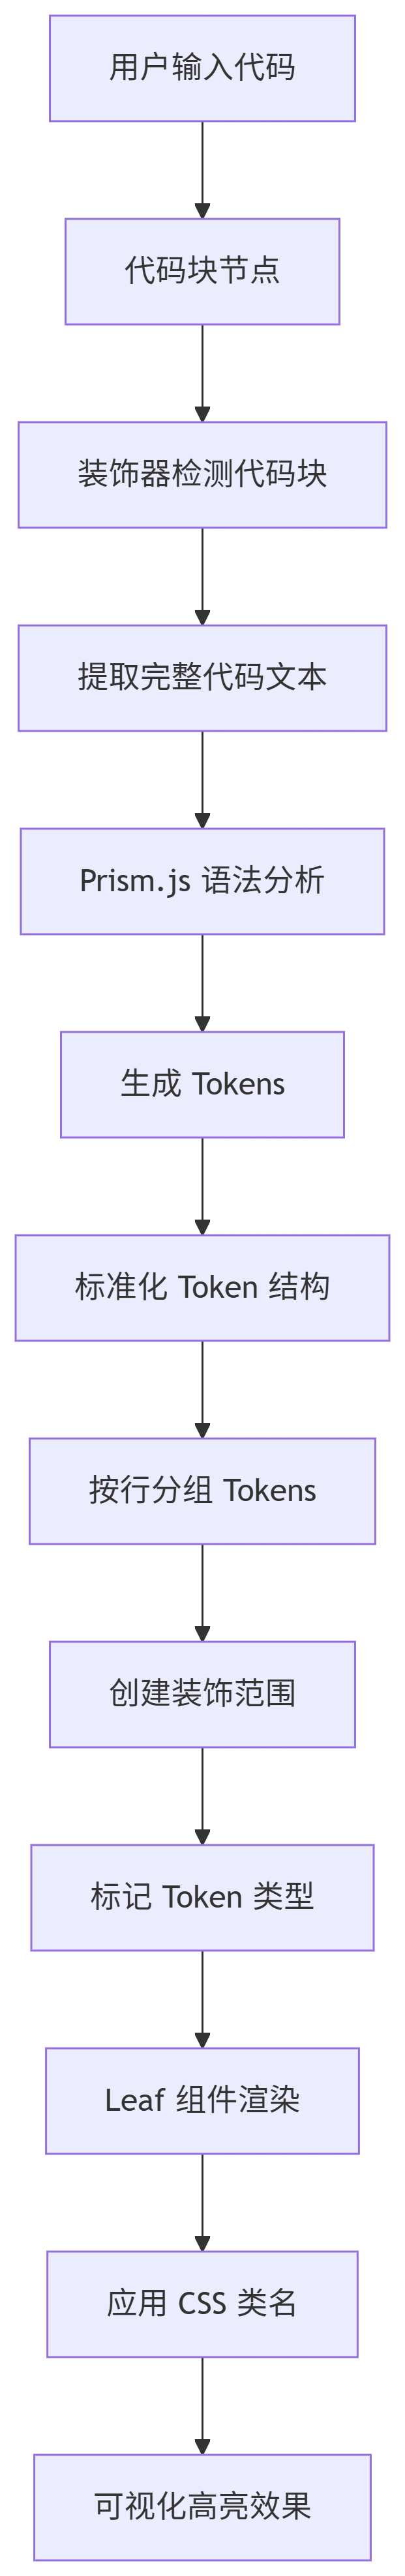 用户输入代码
代码块节点
装饰器检测代码块
提取完整代码文本
Prism.js 语法分析
生成 Tokens
标准化 Token 结构
按行分组 Tokens
创建装饰范围
标记 Token 类型
Leaf 组件渲染
应用 CSS 类名
可视化高亮效果